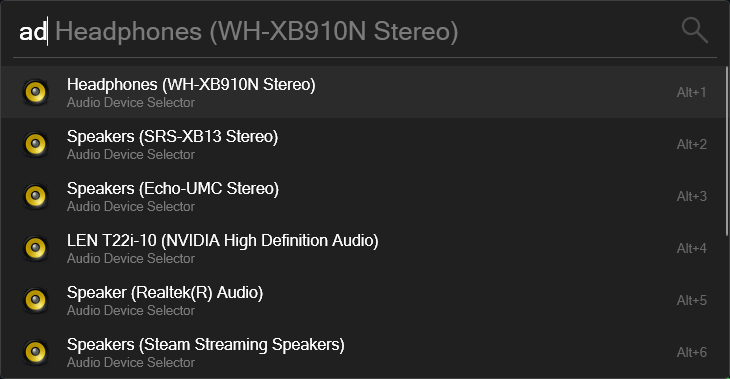 ad Headphones (WH-XB910N Stereo)
Headphones (WH-XB910N Stereo)
Audio Device Selector
Alt+1
Speakers (SRS-XB13 Stereo)
Audio Device Selector
Alt+2
Speakers (Echo-UMC Stereo)
Audio Device Selector
Alt+3
LEN T22i-10 (NVIDIA High Definition Audio)
Audio Device Selector
Alt+4
Speaker (Realtek(R) Audio)
Audio Device Selector
Alt+5
Speakers (Steam Streaming Speakers)
Audio Device Selector
Alt+6